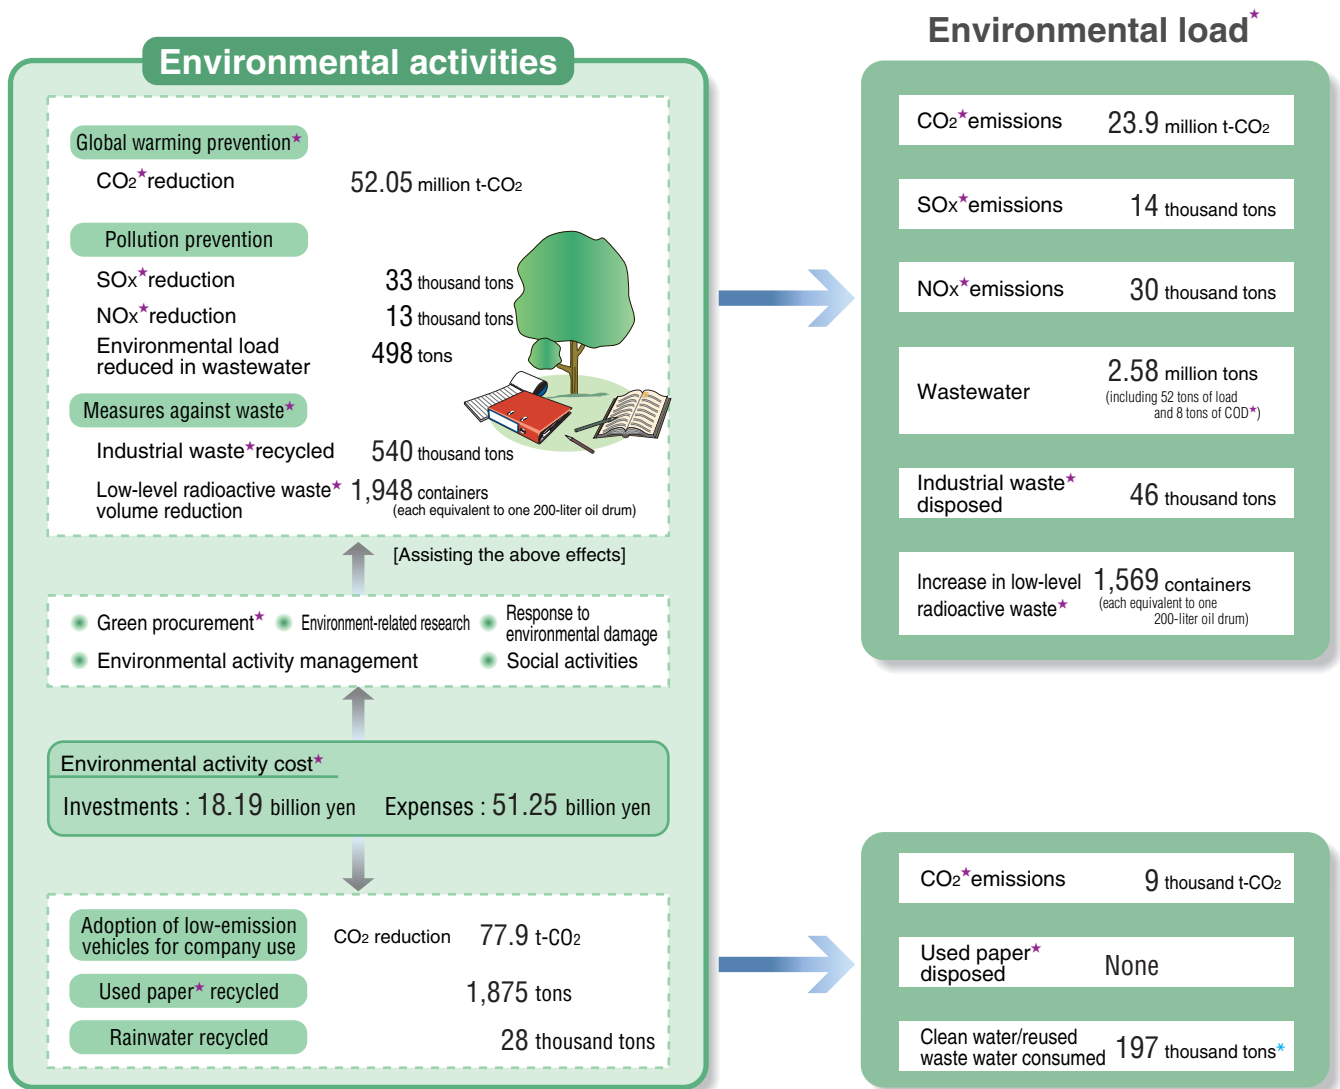 Environmental load★
Environmental activities
Global warming prevention★
CO2★reduction 52.05 million t-CO2
Pollution prevention
SOx★reduction 33 thousand tons
NOx★reduction 13 thousand tons
Environmental load
reduced in wastewater 498 tons
Measures against waste★
Industrial waste★recycled 540 thousand tons
Low-level radioactive waste★ 1,948 containers
volume reduction (each equivalent to one 200-liter oil drum)
[Assisting the above effects]
Green procurement★ Environment-related research Response to
environmental damage
Environmental activity management Social activities
Environmental activity cost★
Investments : 18.19 billion yen Expenses : 51.25 billion yen
Adoption of low-emission
vehicles for company use CO2 reduction 77.9 t-CO2
Used paper★ recycled 1,875 tons
Rainwater recycled 28 thousand tons
CO2★emissions 23.9 million t-CO2
SOx★emissions 14 thousand tons
NOx★emissions 30 thousand tons
Wastewater 2.58 million tons
(including 52 tons of load
and 8 tons of COD★)
Industrial waste★
disposed 46 thousand tons
Increase in low-level 1,569 containers
radioactive waste★ (each equivalent to one
200-liter oil drum)
CO2★emissions 9 thousand t-CO2
Used paper★
disposed None
Clean water/reused
waste water consumed 197 thousand tons*